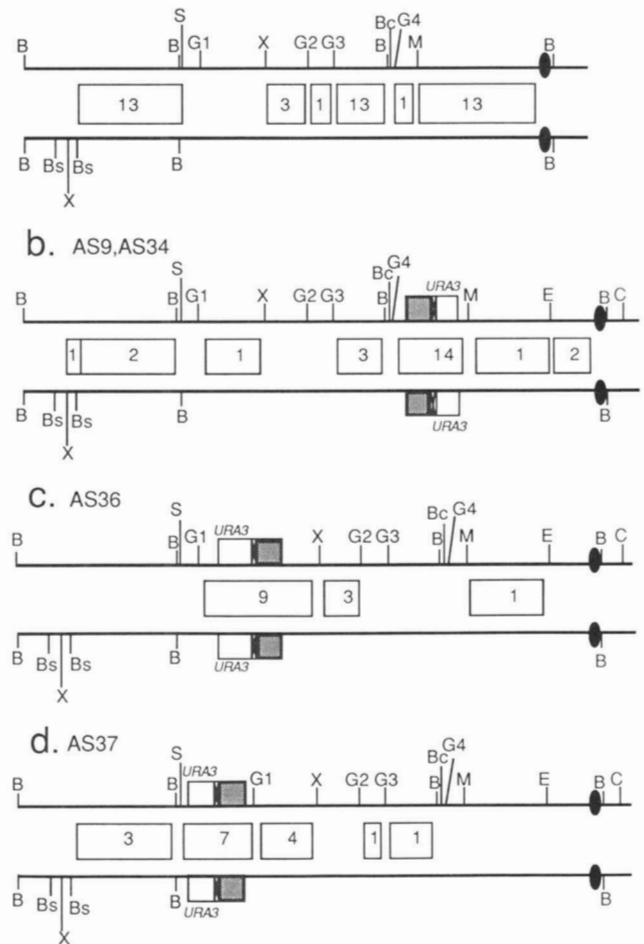 S
Bc G4
B B G1 X G2 G3 B M B
13 3 1 13 1 13
B Bs Bs B B
X
b. AS9,AS34
S
Bc G4
B B G1 X G2 G3 B URA3 M E B C
1 2 1 3 14 1 2
B Bs Bs B URA3 B
X
c. AS36
S
Bc G4
B B G1 URA3 X G2 G3 B M E B C
9 3 1
B Bs Bs B URA3 B
X
d. AS37
S
Bc G4
B B URA3 G1 X G2 G3 B M E B C
3 7 4 1 1
B Bs Bs B URA3 B
X